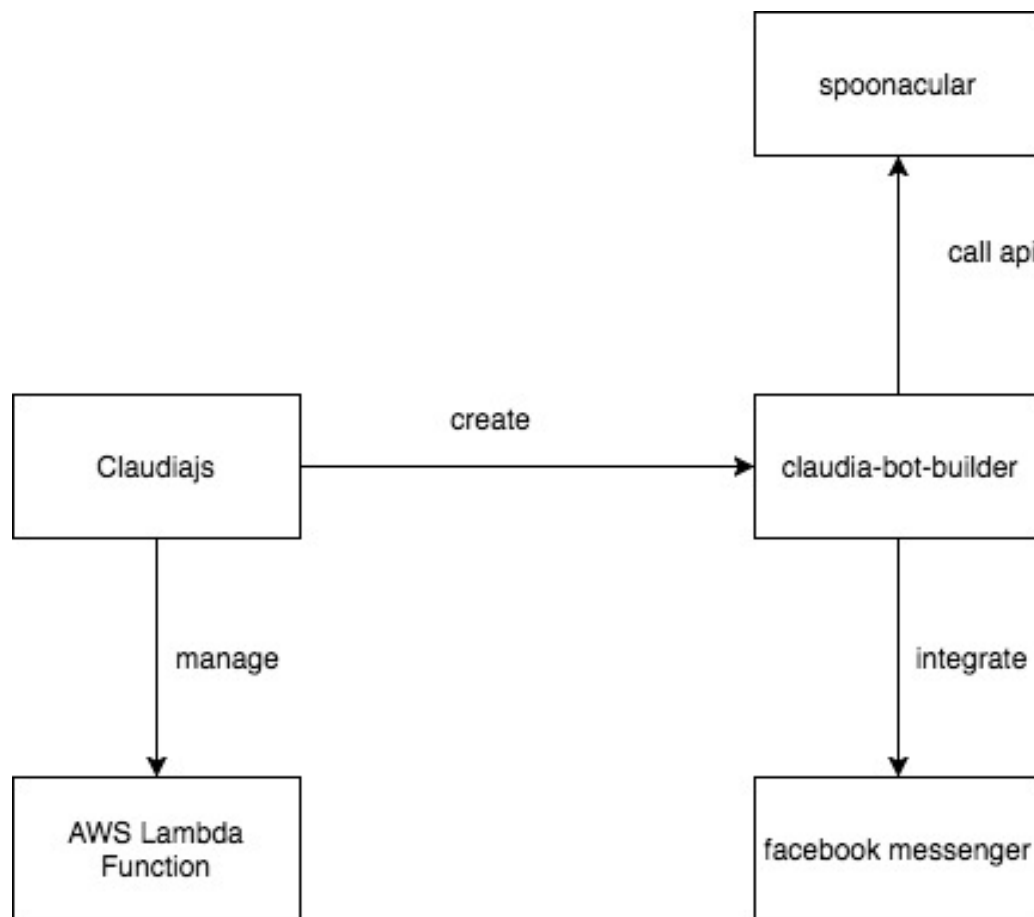 spoonacular
call api
create
Claudiajs
claudia-bot-builder
manage
integrate
AWS Lambda
Function
facebook messenger